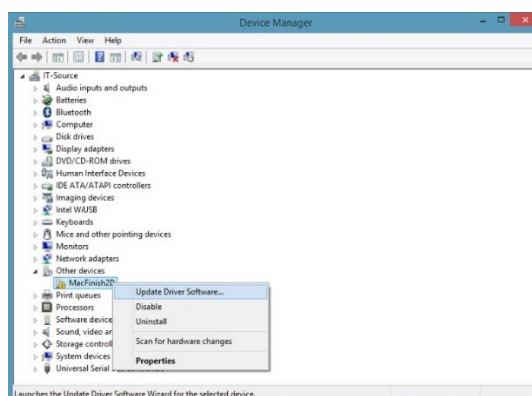 Device Manager
File Action View Help
IT-Source
Audio inputs and outputs
Batteries
Bluetooth
Computer
Disk drives
Display adapters
DVD/CD-ROM drives
Human Interface Devices
IDE ATA/ATAPI controllers
Imaging devices
Intel WiUSB
Keyboards
Mice and other pointing devices
Monitors
Network adapters
Other devices
MacFinish2D
Update Driver Software...
Print queues
Disable
Processors
Uninstall
Software device
Sound, video ar
Scan for hardware changes
Storage controll
System devices
Properties
Universal Serial
Launches the Update Driver Software Wizard for the selected device.